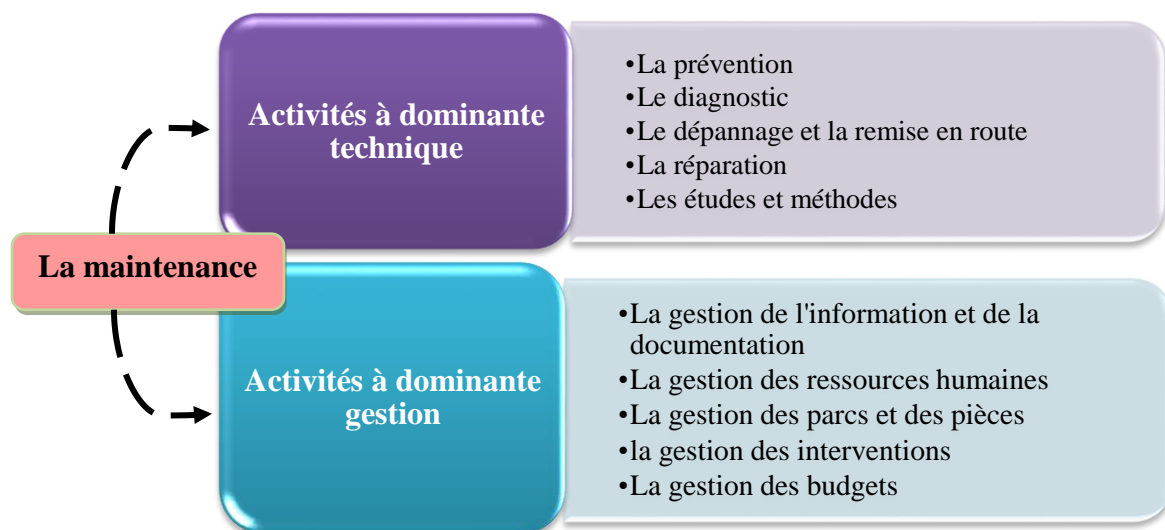 Activités à dominante
technique
•La prévention
•Le diagnostic
•Le dépannage et la remise en route
•La réparation
•Les études et méthodes
La maintenance
Activités à dominante
gestion
•La gestion de l'information et de la
documentation
•La gestion des ressources humaines
•La gestion des parcs et des pièces
•la gestion des interventions
•La gestion des budgets